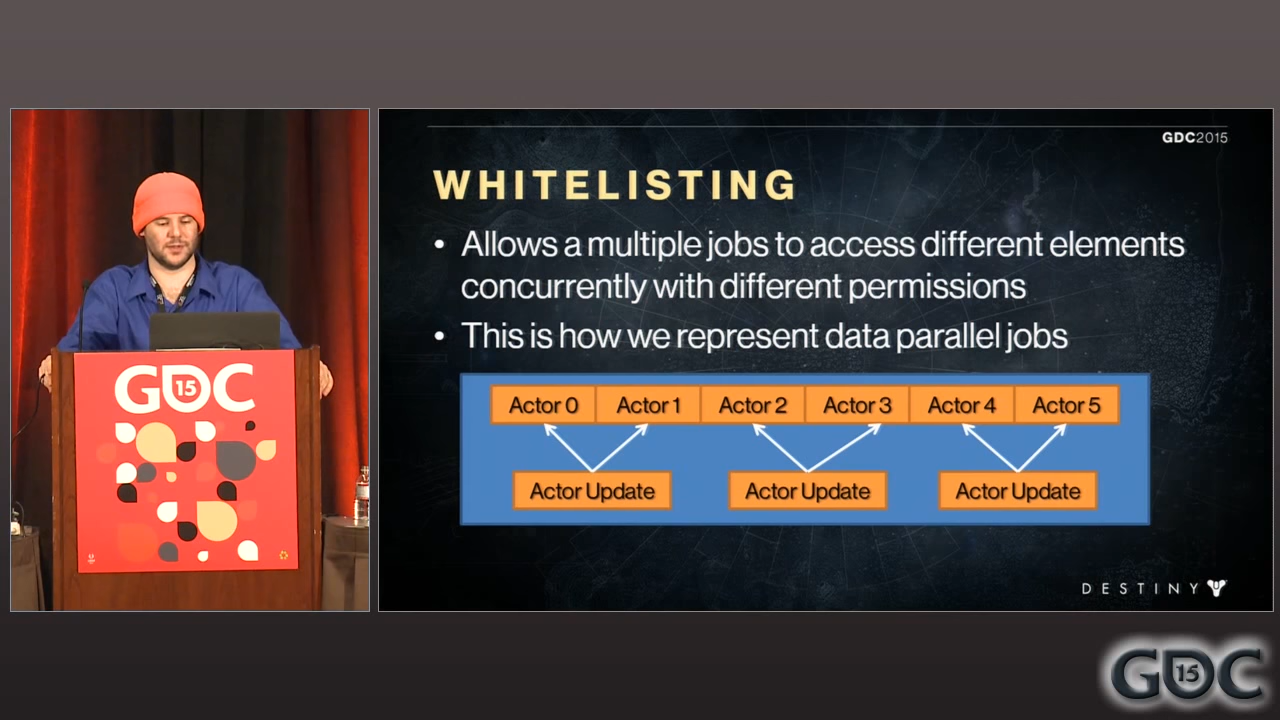 GDC2015
WHITELISTING
• Allows a multiple jobs to access different elements
concurrently with different permissions
• This is how we represent data parallel jobs
Actor 0 Actor 1 Actor 2 Actor 3 Actor 4 Actor 5
Actor Update Actor Update Actor Update
DESTINY
GDC 15
GDC 15